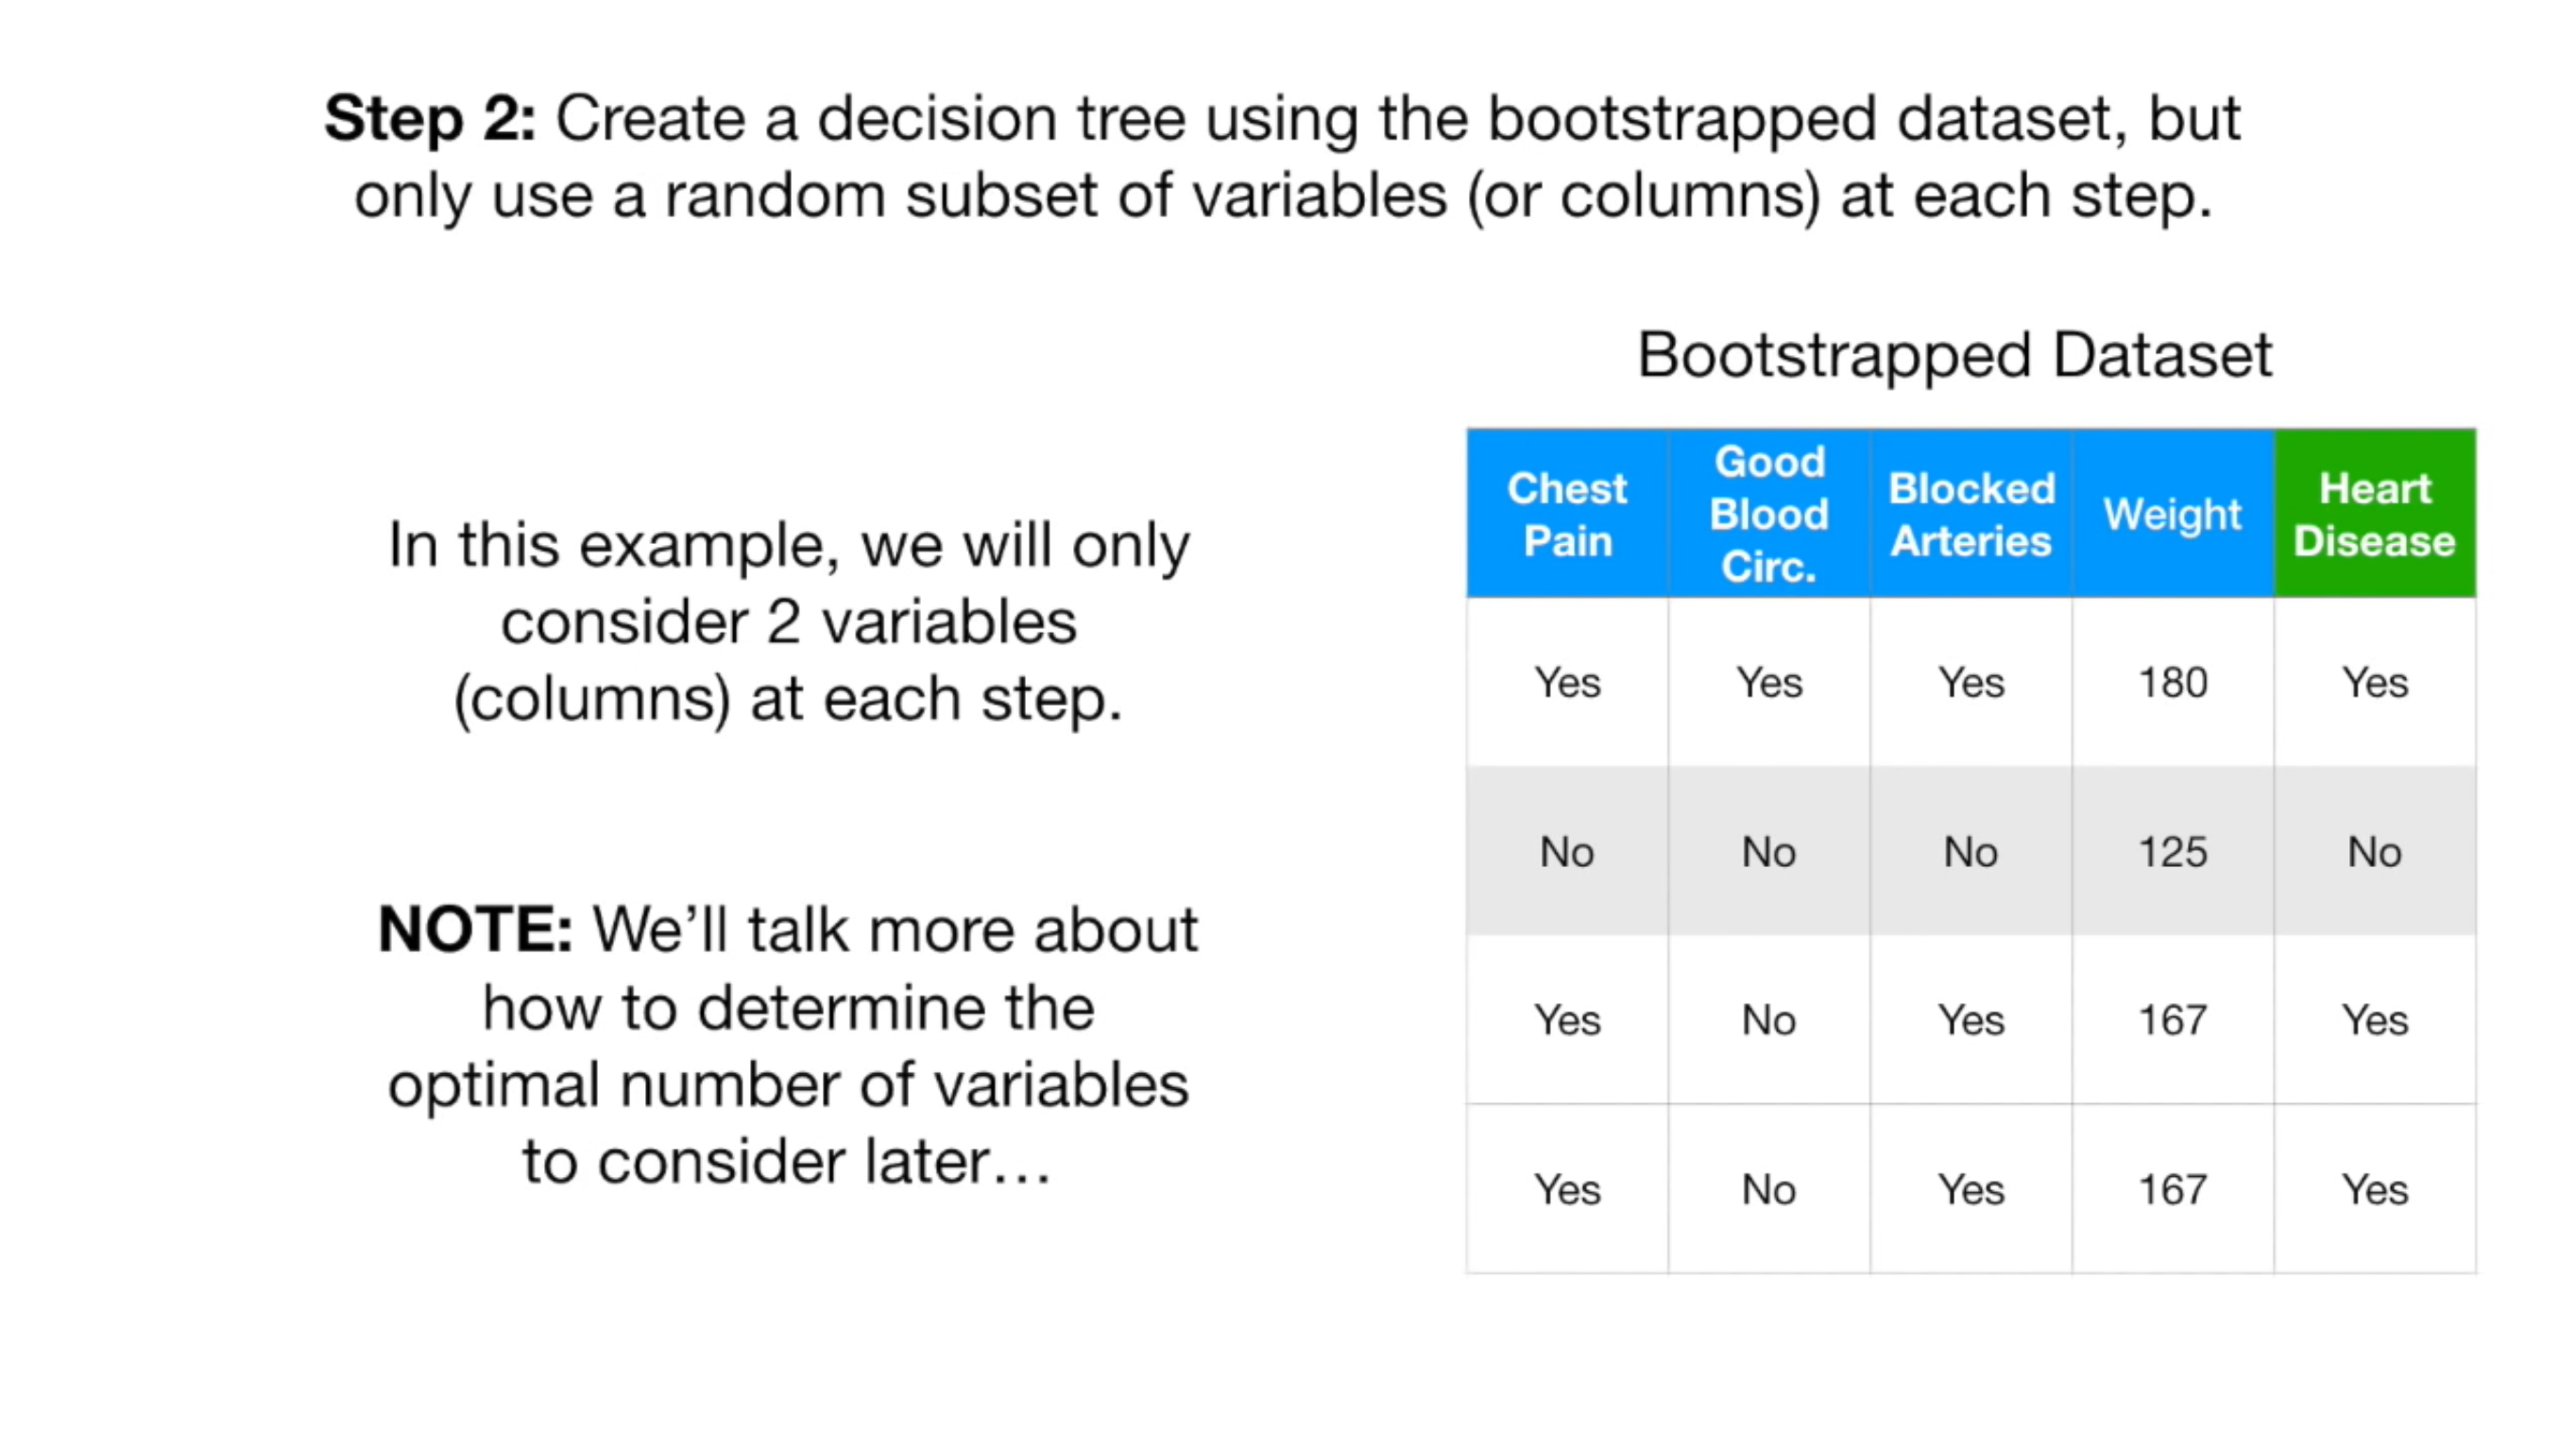 Step 2: Create a decision tree using the bootstrapped dataset, but
only use a random subset of variables (or columns) at each step.
In this example, we will only
consider 2 variables
(columns) at each step.
NOTE: We’ll talk more about
how to determine the
optimal number of variables
to consider later…
Bootstrapped Dataset
Chest Pain Good Blood Circ. Blocked Arteries Weight Heart Disease
Yes Yes Yes 180 Yes
No No No 125 No
Yes No Yes 167 Yes
Yes No Yes 167 Yes